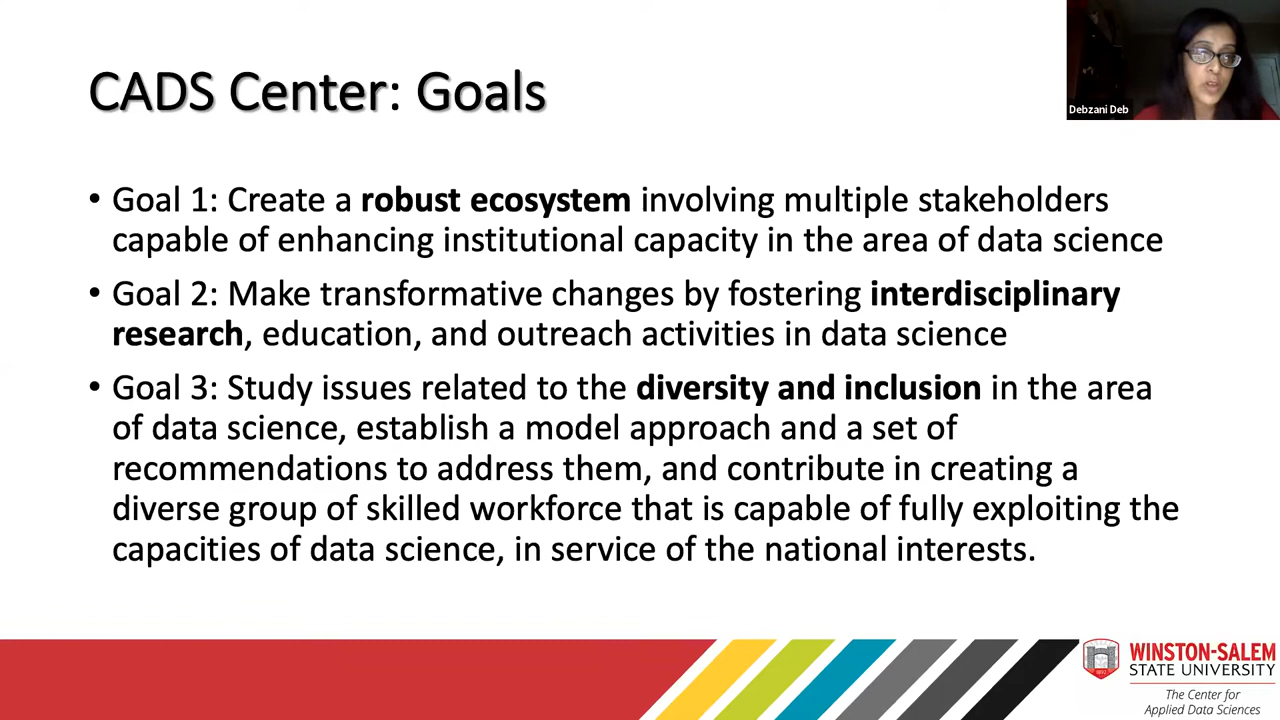 CADS Center: Goals
Debzani Deb
• Goal 1: Create a robust ecosystem involving multiple stakeholders
capable of enhancing institutional capacity in the area of data science
• Goal 2: Make transformative changes by fostering interdisciplinary
research, education, and outreach activities in data science
• Goal 3: Study issues related to the diversity and inclusion in the area
of data science, establish a model approach and a set of
recommendations to address them, and contribute in creating a
diverse group of skilled workforce that is capable of fully exploiting the
capacities of data science, in service of the national interests.
1892
WINSTON-SALEM
STATE UNIVERSITY
The Center for
Applied Data Sciences